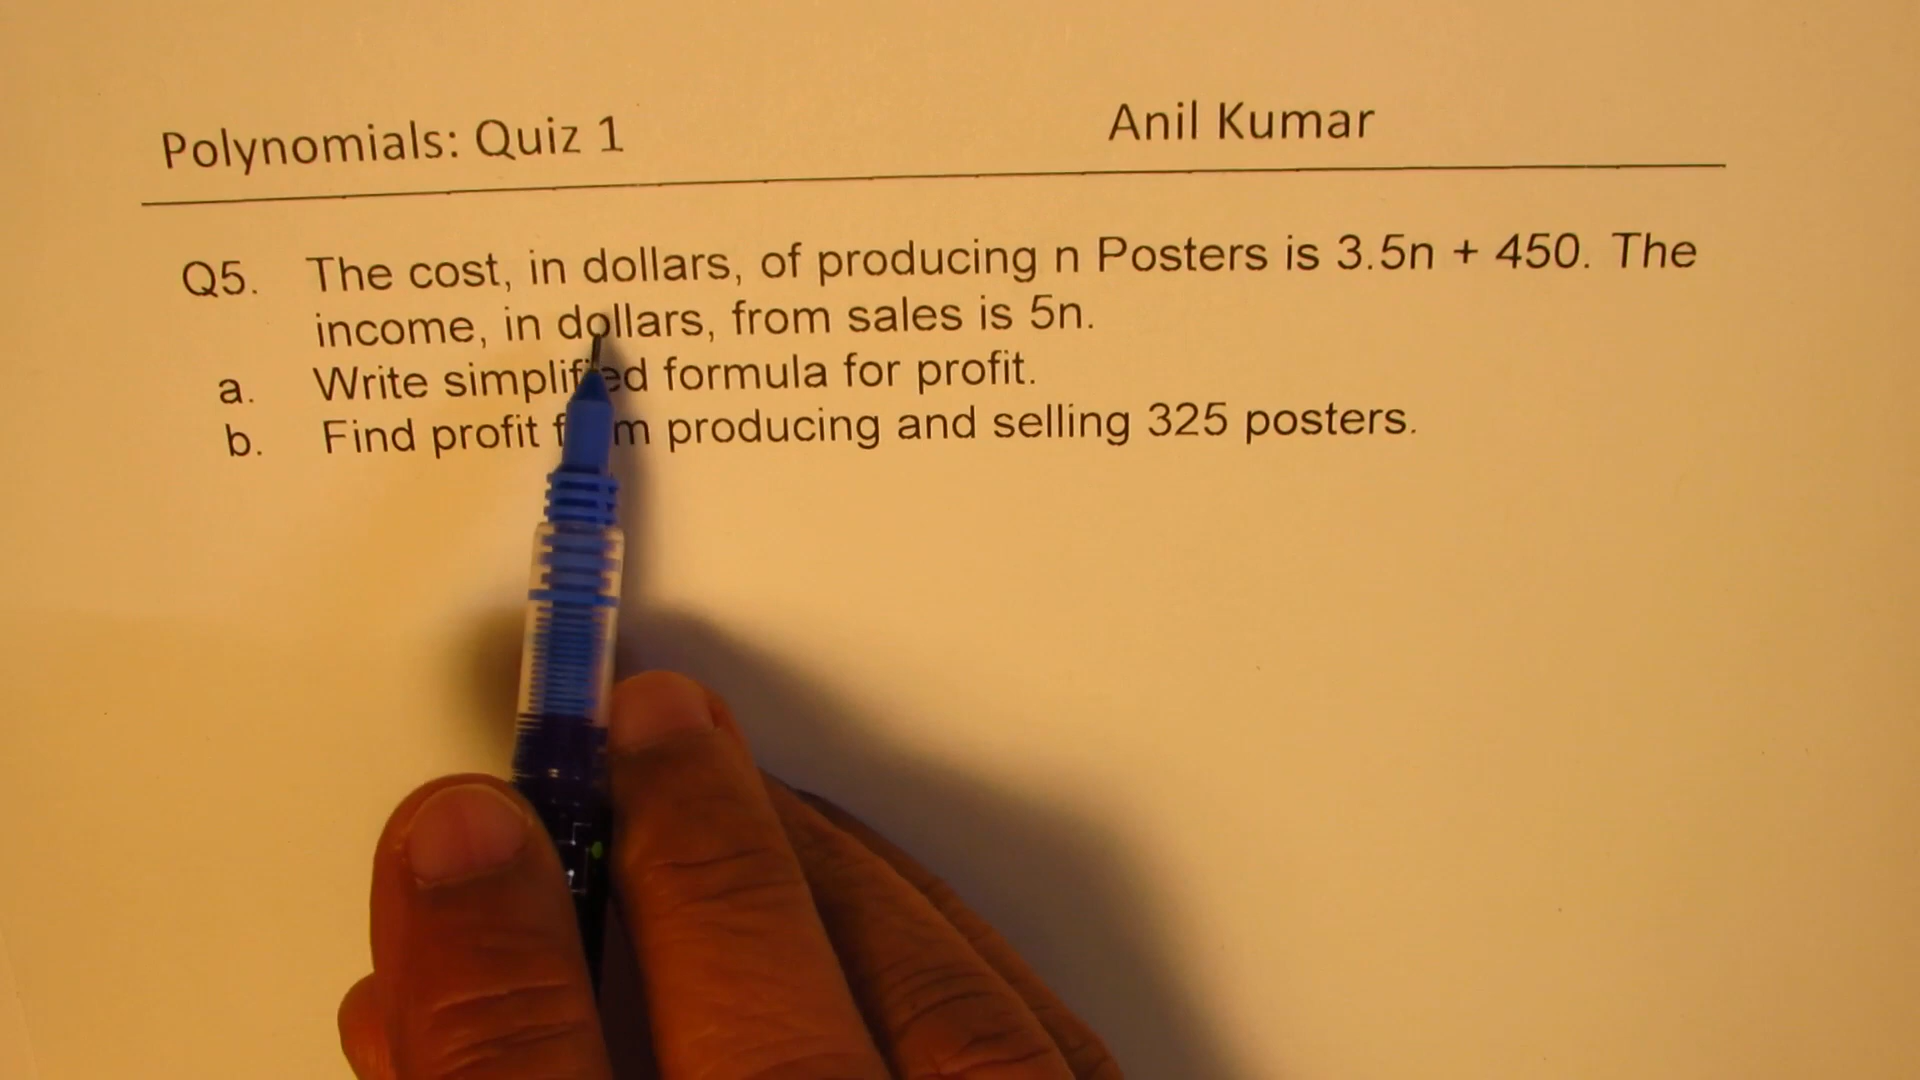 Polynomials: Quiz 1 Anil Kumar
Q5. The cost, in dollars, of producing n Posters is 3.5n + 450. The
income, in dollars, from sales is 5n.
a. Write simplified formula for profit.
b. Find profit from producing and selling 325 posters.